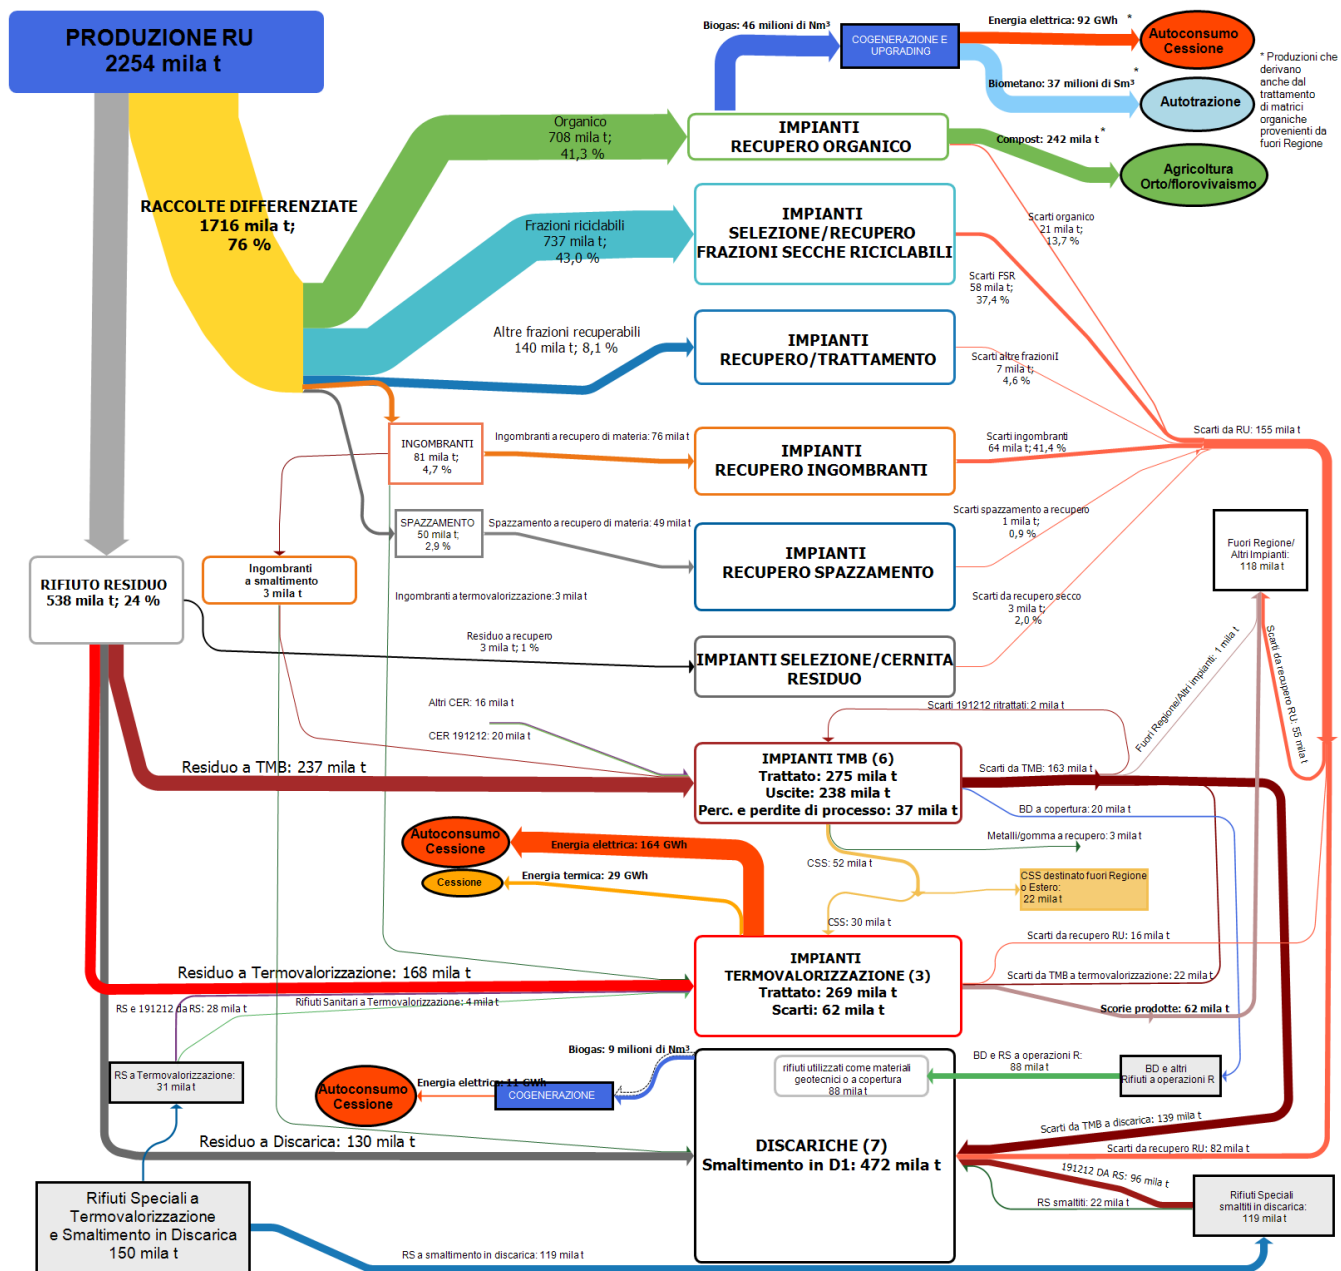 PRODUZIONE RU
2254 mila t
Biogas: 46 milioni di Nm³
COGENERAZIONE E
UPGRADING
Energia elettrica: 92 GWh *
Autoconsumo
Cessione
Biometano: 37 milioni di Sm³ *
Autotrazione
* Produzioni che
derivano
anche dal
trattamento
di matrici
organiche
provenienti da
fuori Regione
Organico
708 mila t;
41,3 %
IMPIANTI
RECUPERO ORGANICO
Compost: 242 mila t *
Agricoltura
Orto/florovivaismo
RACCOLTE DIFFERENZIATE
1716 mila t;
76 %
Frazioni riciclabili
737 mila t;
43,0 %
IMPIANTI
SELEZIONE/RECUPERO
FRAZIONI SECCHE RICICLABILI
Scarti organico
21 mila t;
13,7 %
Scarti FSR
58 mila t;
37,4 %
Altre frazioni recuperabili
140 mila t; 8,1 %
IMPIANTI
RECUPERO/TRATTAMENTO
Scarti altre frazioniI
7 mila t;
4,6 %
INGOMBRANTI
81 mila t;
4,7 %
Ingombranti a recupero di materia: 76 mila t
IMPIANTI
RECUPERO INGOMBRANTI
Scarti ingombranti
64 mila t; 41,4 %
Scarti da RU: 155 mila t
SPAZZAMENTO
50 mila t;
2,9 %
Spazzamento a recupero di materia: 49 mila t
IMPIANTI
RECUPERO SPAZZAMENTO
Scarti spazzamento a recupero
1 mila t;
0,9 %
Fuori Regione/
Altri Impianti:
118 mila t
RIFIUTO RESIDUO
538 mila t; 24 %
Ingombranti
a smaltimento
3 mila t
Ingombranti a termovalorizzazione: 3 mila t
Scarti da recupero secco
3 mila t;
2,0 %
Residuo a recupero
3 mila t; 1 %
IMPIANTI SELEZIONE/CERNITA
RESIDUO
Fuori Regione/Altri impianti: 1 mila t
Scarti da recupero RU: 55 mila t
Altri CER: 16 mila t
CER 191212: 20 mila t
Scarti 191212 ritrattati: 2 mila t
Residuo a TMB: 237 mila t
IMPIANTI TMB (6)
Trattato: 275 mila t
Uscite: 238 mila t
Perc. e perdite di processo: 37 mila t
Scarti da TMB: 163 mila t
BD a copertura: 20 mila t
Metalli/gomma a recupero: 3 mila t
Autoconsumo
Cessione
Energia elettrica: 164 GWh
Cessione
Energia termica: 29 GWh
CSS: 52 mila t
CSS destinato fuori Regione
o Estero:
22 mila t
CSS: 30 mila t
Residuo a Termovalorizzazione: 168 mila t
IMPIANTI
TERMOVALORIZZAZIONE (3)
Trattato: 269 mila t
Scarti: 62 mila t
Scarti da recupero RU: 16 mila t
Scarti da TMB a termovalorizzazione: 22 mila t
Scorie prodotte: 62 mila t
Rifiuti Sanitari a Termovalorizzazione: 4 mila t
RS e 191212 da RS: 28 mila t
RS a Termovalorizzazione:
31 mila t
Biogas: 9 milioni di Nm³
Autoconsumo
Cessione
Energia elettrica: 11 GWh
COGENERAZIONE
rifiuti utilizzati come materiali
geotecnici o a copertura
88 mila t
BD e RS a operazioni R:
88 mila t
BD e altri
Rifiuti a operazioni R
Residuo a Discarica: 130 mila t
DISCARICHE (7)
Smaltimento in D1: 472 mila t
Scarti da TMB a discarica: 139 mila t
Scarti da recupero RU: 82 mila t
191212 DA RS: 96 mila t
RS smaltiti: 22 mila t
Rifiuti Speciali
smaltiti in discarica:
119 mila t
Rifiuti Speciali a
Termovalorizzazione
e Smaltimento in Discarica
150 mila t
RS a smaltimento in discarica: 119 mila t